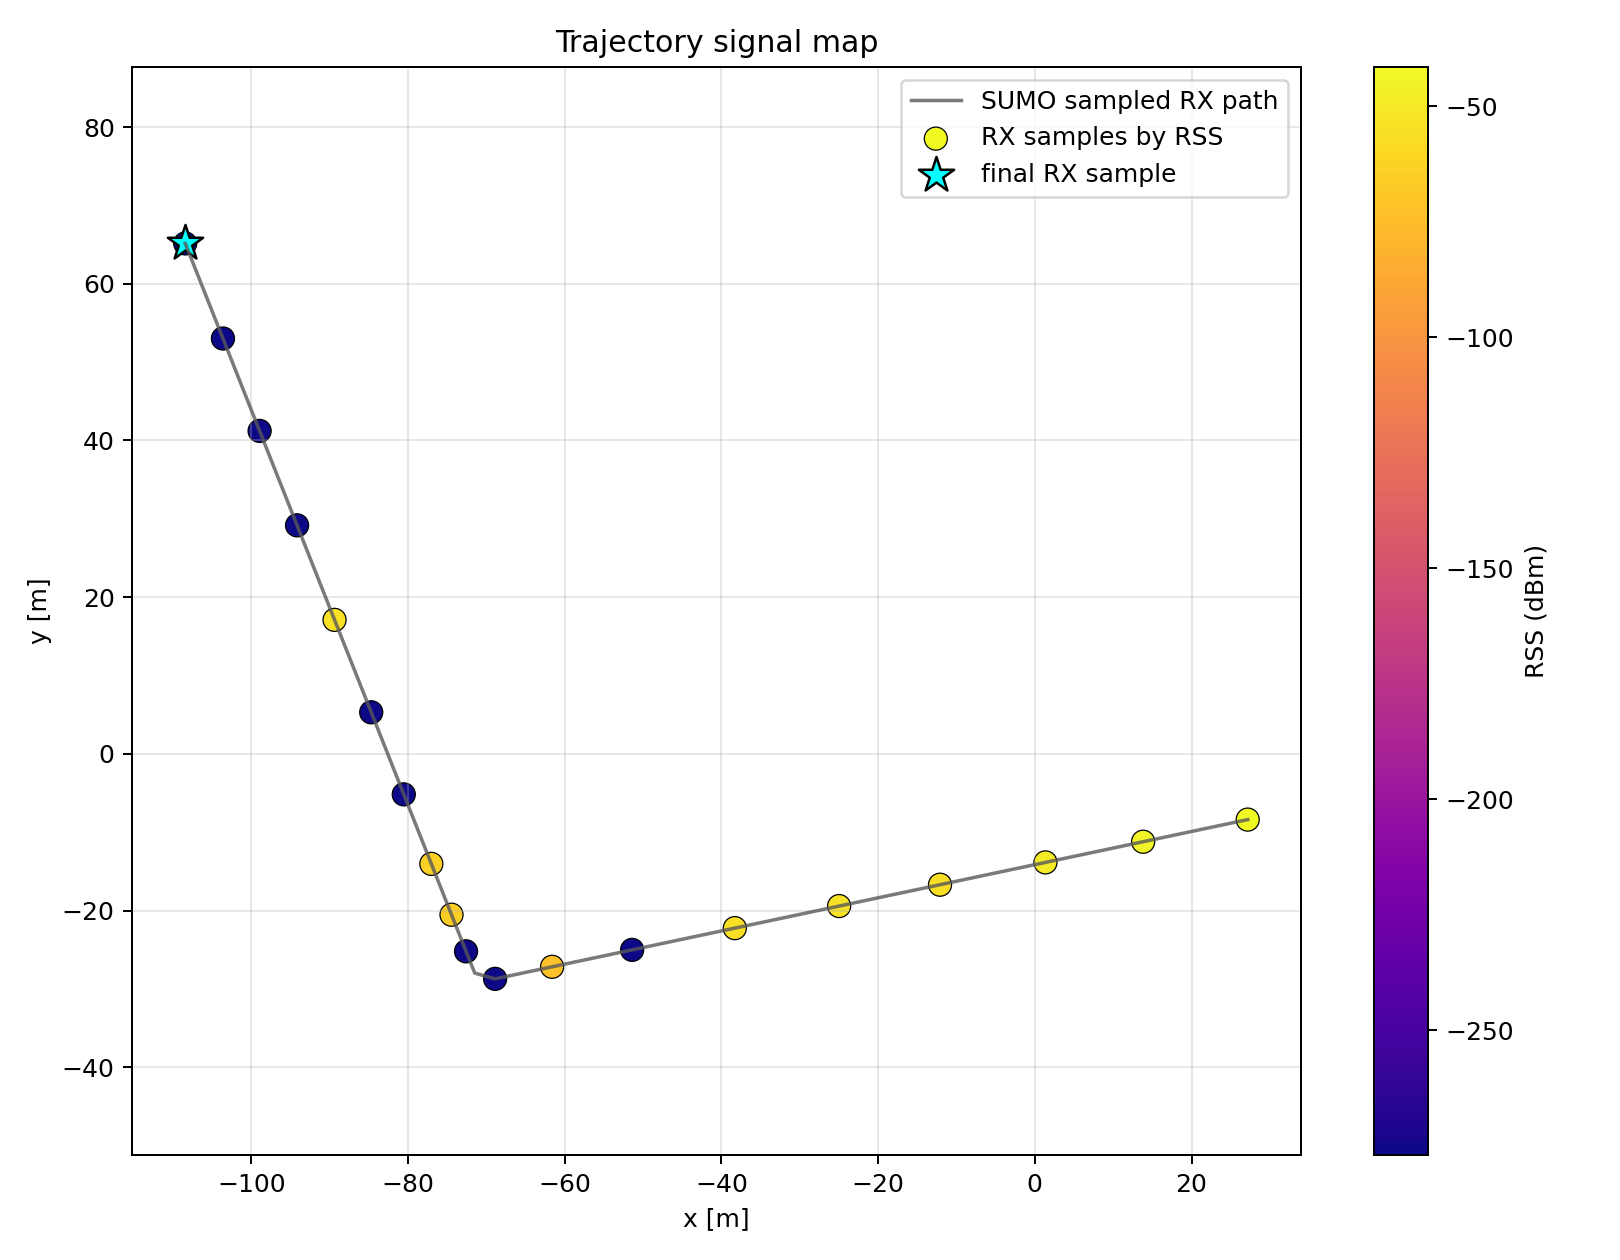 Trajectory signal map
SUMO sampled RX path
RX samples by RSS
final RX sample
80
60
40
20
0
−20
−40
y [m]
−100
−80
−60
−40
−20
0
20
x [m]
−50
−100
−150
−200
−250
RSS (dBm)